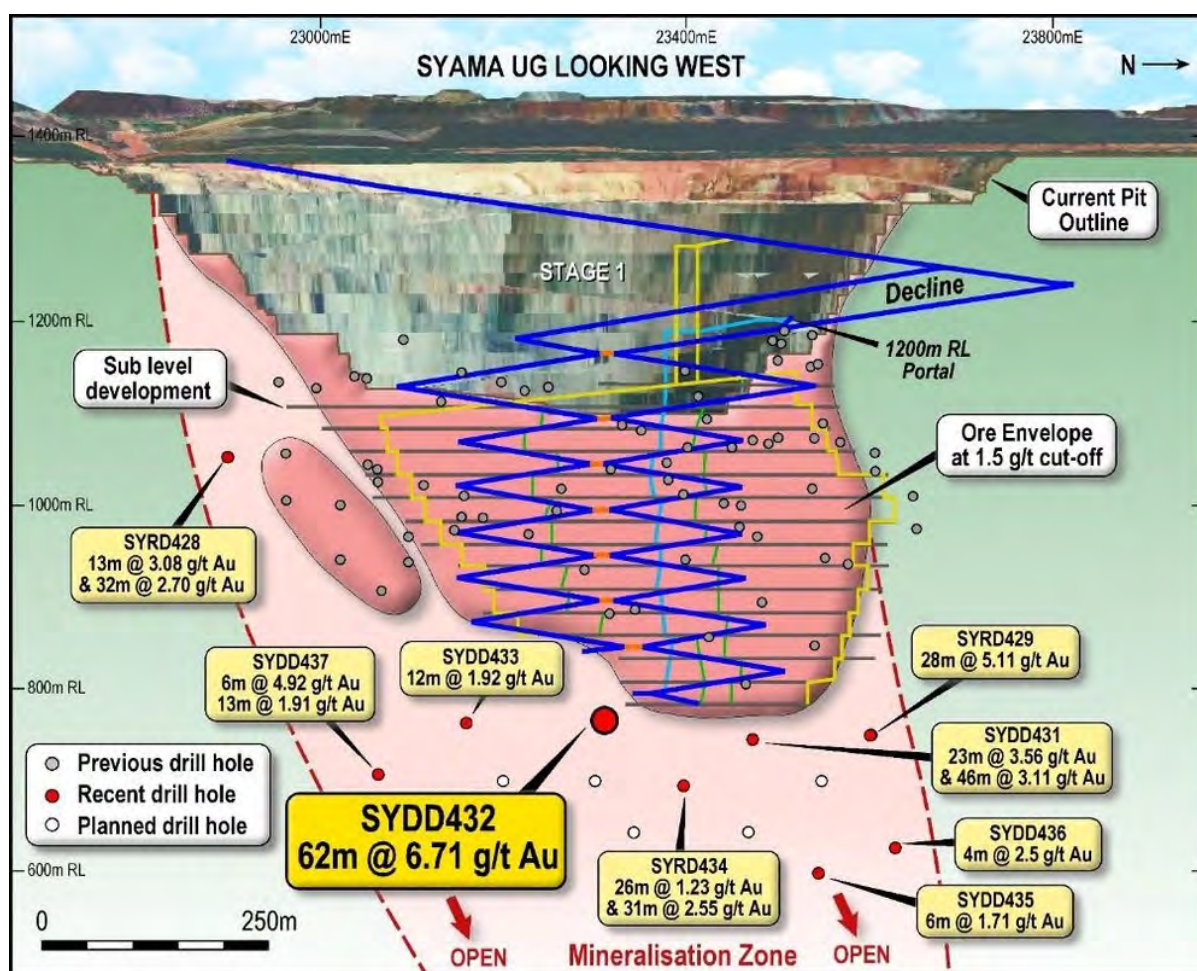 23000mE
23400mE
23800mE
SYAMA UG LOOKING WEST
N
1400m RL
Current Pit
Outline
STAGE 1
Decline
1200m RL
1200m RL
Portal
Sub level
development
Ore Envelope
at 1.5 g/t cut-off
1000m RL
SYRD428
13m @ 3.08 g/t Au
& 32m @ 2.70 g/t Au
SYDD437
6m @ 4.92 g/t Au
13m @ 1.91 g/t Au
SYDD433
12m @ 1.92 g/t Au
SYRD429
28m @ 5.11 g/t Au
800m RL
SYDD431
23m @ 3.56 g/t Au
& 46m @ 3.11 g/t Au
Previous drill hole
Recent drill hole
Planned drill hole
SYDD432
62m @ 6.71 g/t Au
SYRD434
26m @ 1.23 g/t Au
& 31m @ 2.55 g/t Au
SYDD436
4m @ 2.5 g/t Au
600m RL
SYDD435
6m @ 1.71 g/t Au
0 250m
OPEN
Mineralisation Zone
OPEN